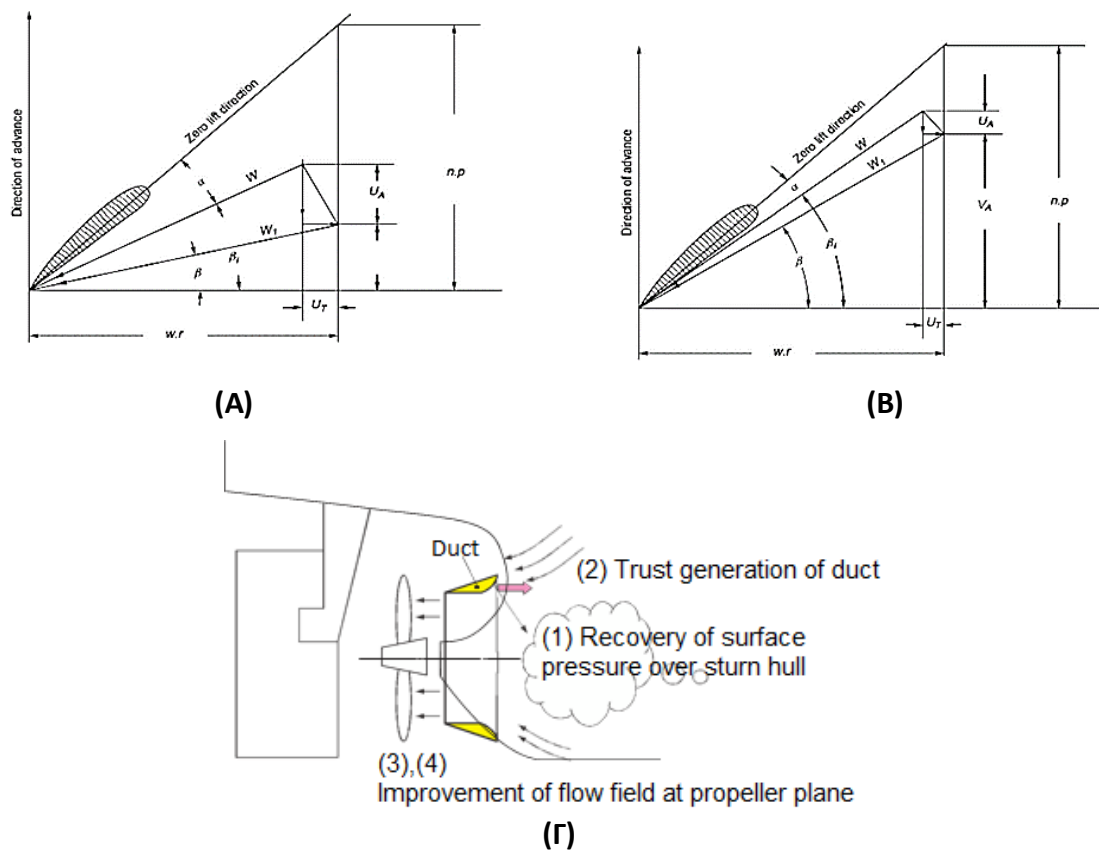 Direction of advance
Zero lift direction
α
W
W₁
U_A
n.p
β
β_i
U_T
w.r
(A)
Direction of advance
Zero lift direction
α
W
W₁
U_A
V_A
n.p
β
β_i
U_T
w.r
(B)
Duct
(2) Trust generation of duct
(1) Recovery of surface
pressure over sturn hull
(3),(4)
Improvement of flow field at propeller plane
(Γ)